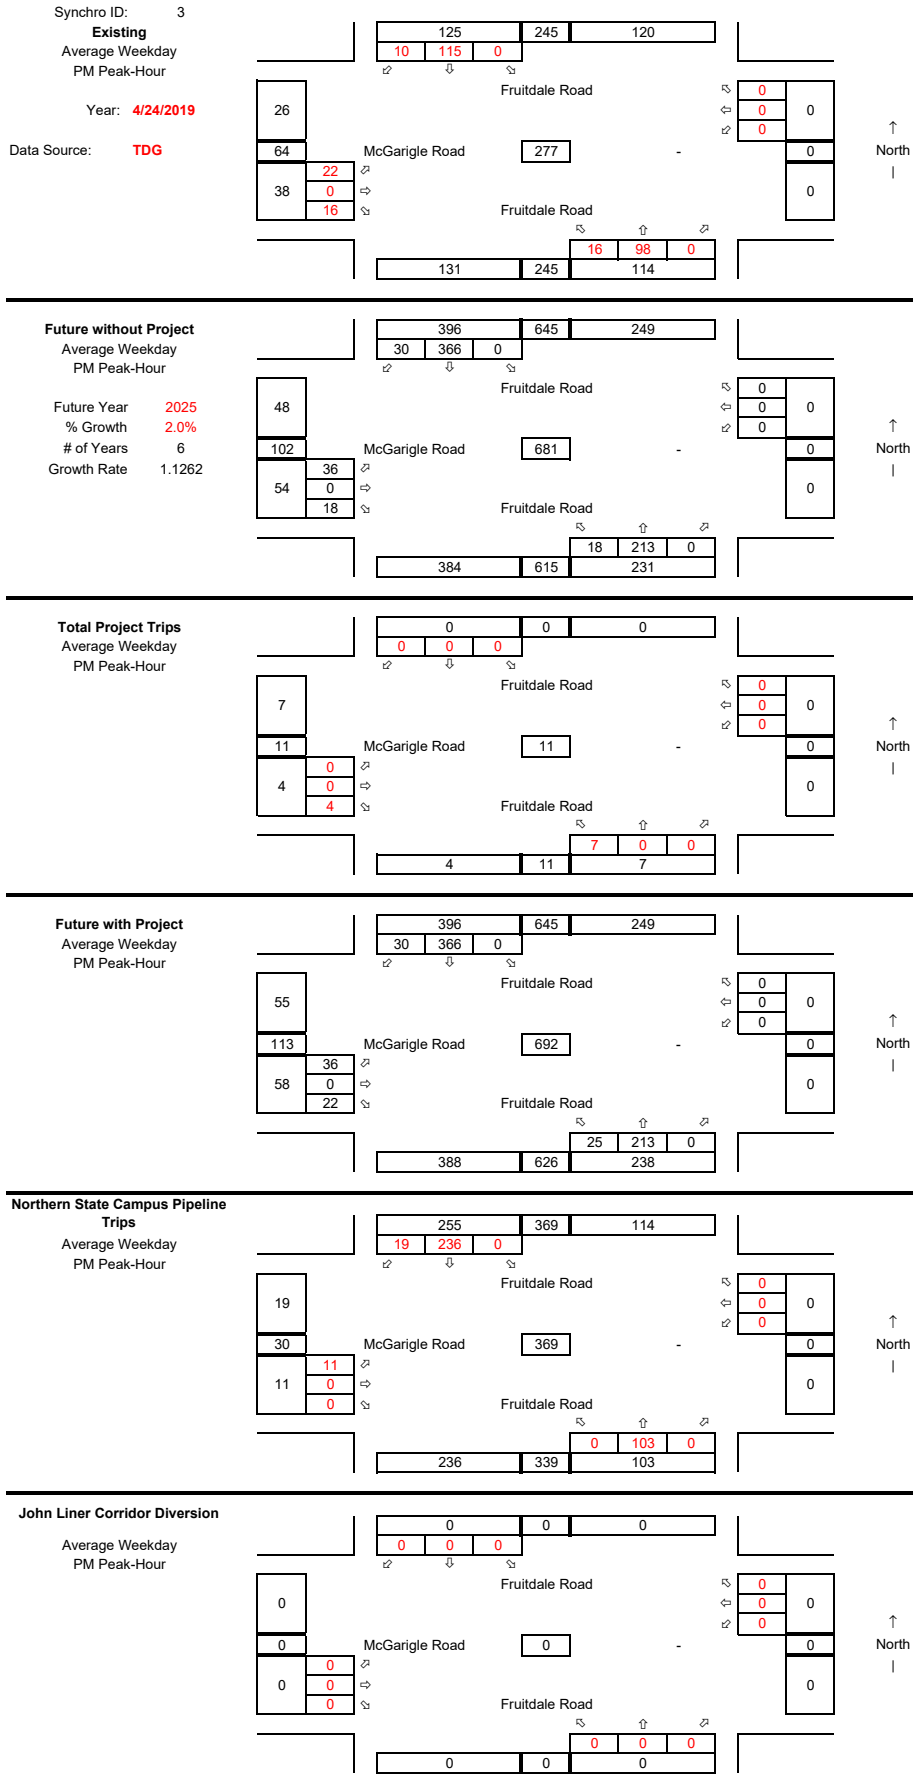 Synchro ID: 3
Existing
Average Weekday
PM Peak-Hour
Year: 4/24/2019
Data Source: TDG
125 245 120
10 115 0
⬃ ⇩ ⬂
Fruitdale Road
26
⬁ 0
⇦ 0 0
⬃ 0
↑
64 McGarigle Road 277 - 0 North
|
22 ⬀
38 0 ⇨ 0
16 ⬂ Fruitdale Road
⬁ ⇧ ⬀
16 98 0
131 245 114
Future without Project
Average Weekday
PM Peak-Hour
Future Year 2025
% Growth 2.0%
# of Years 6
Growth Rate 1.1262
396 645 249
30 366 0
⬃ ⇩ ⬂
Fruitdale Road
48
⬁ 0
⇦ 0 0
⬃ 0
↑
102 McGarigle Road 681 - 0 North
|
36 ⬀
54 0 ⇨ 0
18 ⬂ Fruitdale Road
⬁ ⇧ ⬀
18 213 0
384 615 231
Total Project Trips
Average Weekday
PM Peak-Hour
0 0 0
0 0 0
⬃ ⇩ ⬂
Fruitdale Road
7
⬁ 0
⇦ 0 0
⬃ 0
↑
11 McGarigle Road 11 - 0 North
|
0 ⬀
4 0 ⇨ 0
4 ⬂ Fruitdale Road
⬁ ⇧ ⬀
7 0 0
4 11 7
Future with Project
Average Weekday
PM Peak-Hour
396 645 249
30 366 0
⬃ ⇩ ⬂
Fruitdale Road
55
⬁ 0
⇦ 0 0
⬃ 0
↑
113 McGarigle Road 692 - 0 North
|
36 ⬀
58 0 ⇨ 0
22 ⬂ Fruitdale Road
⬁ ⇧ ⬀
25 213 0
388 626 238
Northern State Campus Pipeline
Trips
Average Weekday
PM Peak-Hour
255 369 114
19 236 0
⬃ ⇩ ⬂
Fruitdale Road
19
⬁ 0
⇦ 0 0
⬃ 0
↑
30 McGarigle Road 369 - 0 North
|
11 ⬀
11 0 ⇨ 0
0 ⬂ Fruitdale Road
⬁ ⇧ ⬀
0 103 0
236 339 103
John Liner Corridor Diversion
Average Weekday
PM Peak-Hour
0 0 0
0 0 0
⬃ ⇩ ⬂
Fruitdale Road
0
⬁ 0
⇦ 0 0
⬃ 0
↑
0 McGarigle Road 0 - 0 North
|
0 ⬀
0 0 ⇨ 0
0 ⬂ Fruitdale Road
⬁ ⇧ ⬀
0 0 0
0 0 0